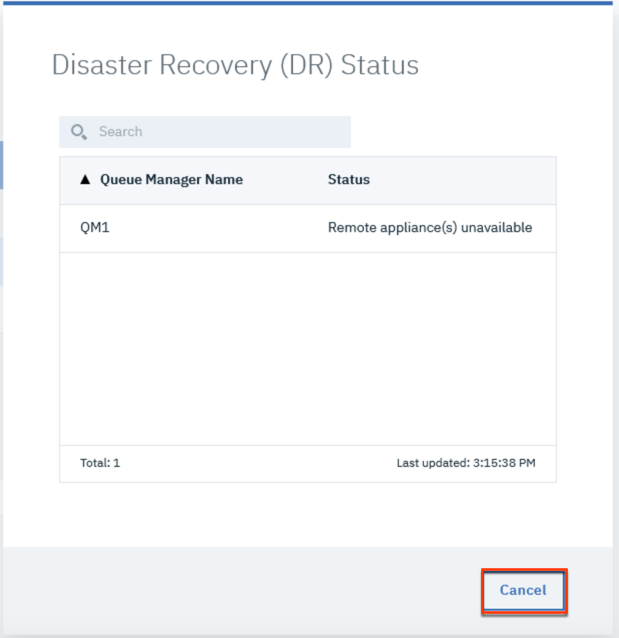 Disaster Recovery (DR) Status
Search
▲ Queue Manager Name Status
QM1 Remote appliance(s) unavailable
Total: 1 Last updated: 3:15:38 PM
Cancel